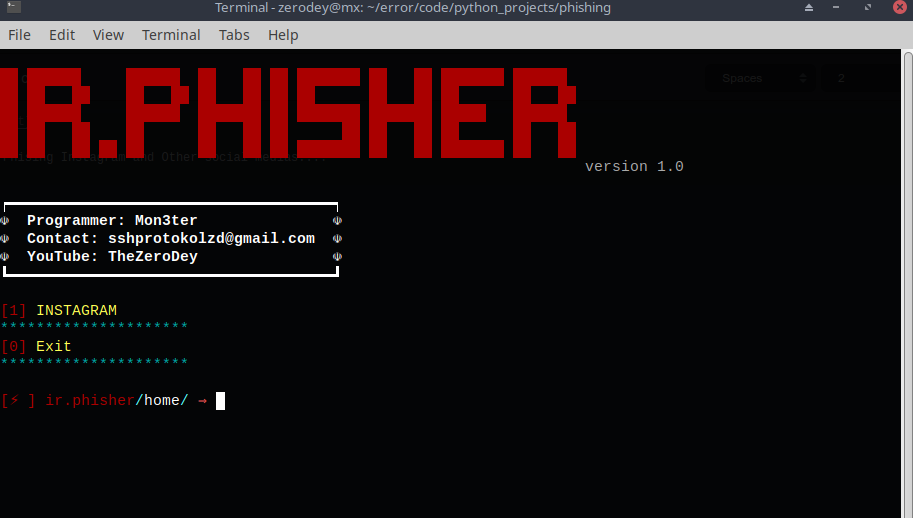 Terminal - zerodey@mx: ~/error/code/python_projects/phishing
File Edit View Terminal Tabs Help
IR.PHISHER
Spaces 2
version 1.0
Programmer: Mon3ter
Contact: sshprotokolzd@gmail.com
YouTube: TheZeroDey
[1] INSTAGRAM
*********************
[0] Exit
*********************
[⚡ ] ir.phisher/home/ →